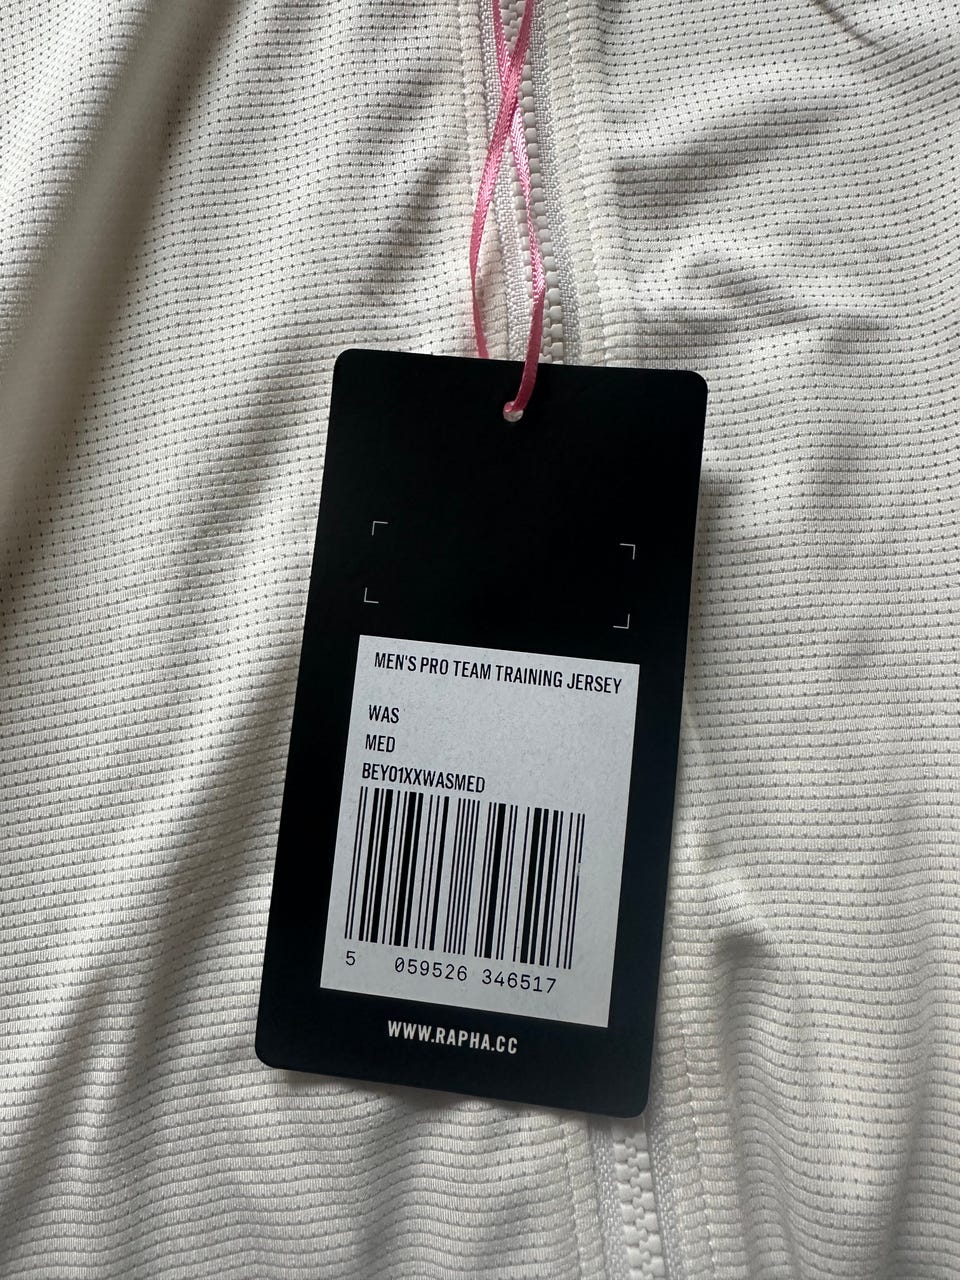 MEN'S PRO TEAM TRAINING JERSEY
WAS
MED
BEY01XXWASMED
5 059526 346517
WWW.RAPHA.CC